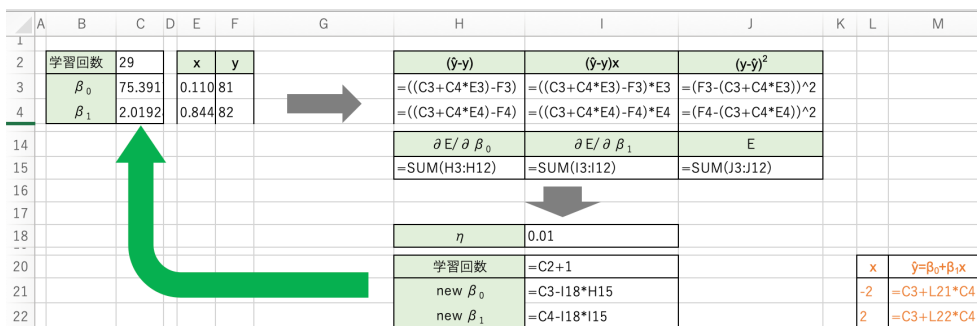 A B C D E F G H I J K L M
1
2 学習回数 29 x y (ŷ-y) (ŷ-y)x (y-ŷ)²
3 β₀ 75.391 0.110 81 =((C3+C4*E3)-F3) =((C3+C4*E3)-F3)*E3 =(F3-(C3+C4*E3))^2
4 β₁ 2.0192 0.844 82 =((C3+C4*E4)-F4) =((C3+C4*E4)-F4)*E4 =(F4-(C3+C4*E4))^2
14 ∂E/∂β₀ ∂E/∂β₁ E
15 =SUM(H3:H12) =SUM(I3:I12) =SUM(J3:J12)
16
17
18 η 0.01
20 学習回数 =C2+1 x ŷ=β₀+β₁x
21 new β₀ =C3-I18*H15 -2 =C3+L21*C4
22 new β₁ =C4-I18*I15 2 =C3+L22*C4